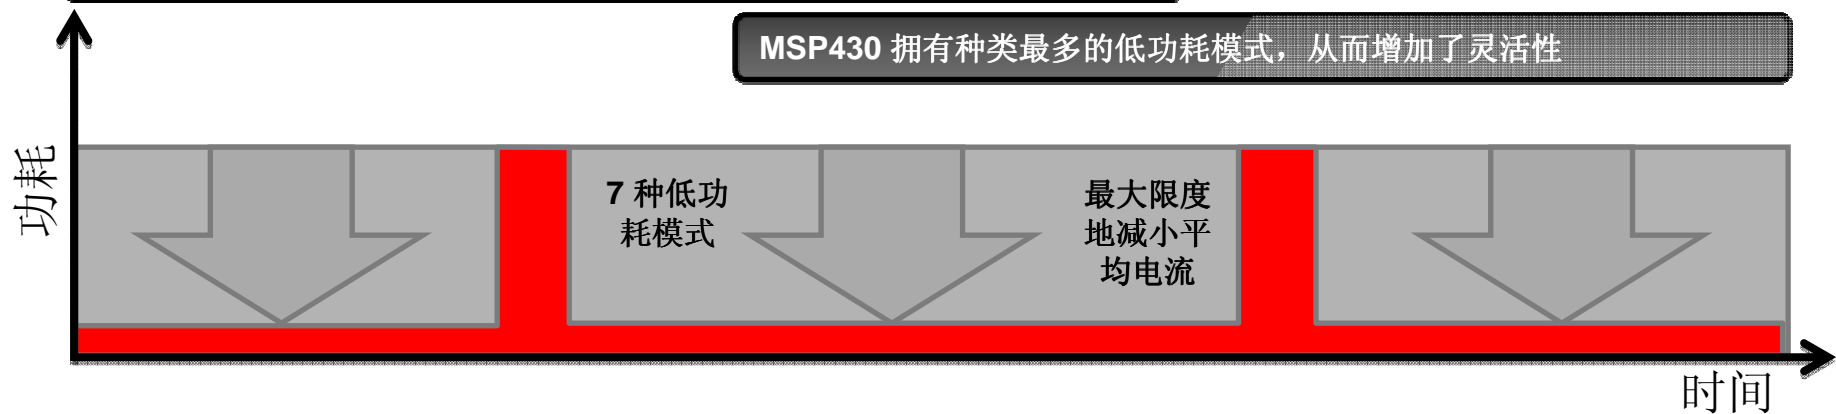 MSP430 拥有种类最多的低功耗模式，从而增加了灵活性
功耗
7 种低功
耗模式
最大限度
地减小平
均电流
时间